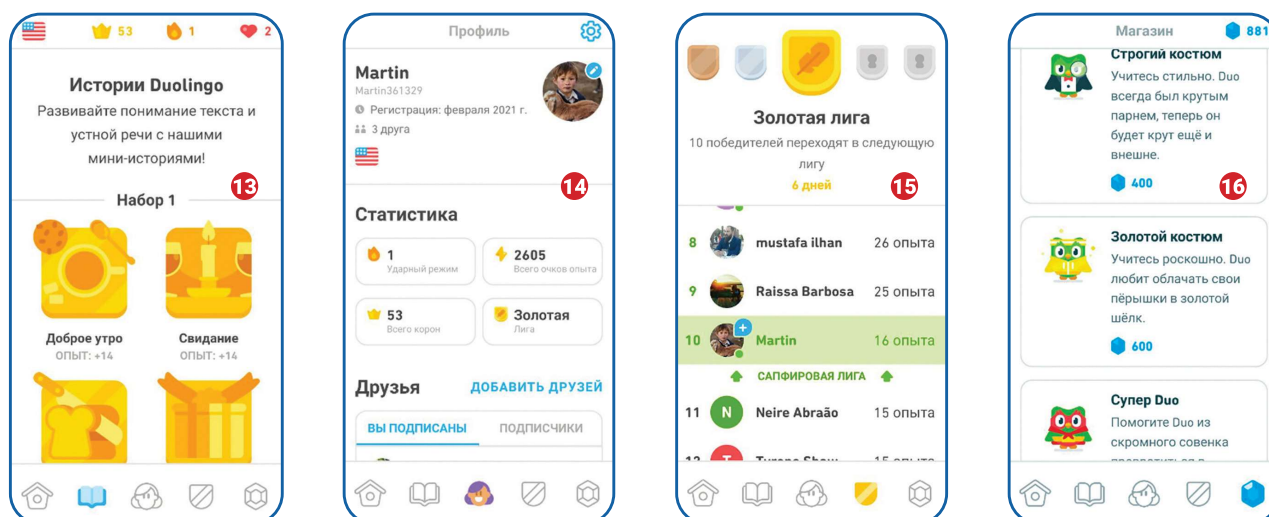 53
1
2
Истории Duolingo
Развивайте понимание текста и
устной речи с нашими
мини-историями!
13
Набор 1
Доброе утро
ОПЫТ: +14
Свидание
ОПЫТ: +14
Профиль
Martin
Martin361329
Регистрация: февраля 2021 г.
3 друга
14
Статистика
1
Ударный режим
2605
Всего очков опыта
53
Всего корон
Золотая
Лига
Друзья
ДОБАВИТЬ ДРУЗЕЙ
ВЫ ПОДПИСАНЫ
ПОДПИСЧИКИ
Золотая лига
10 победителей переходят в следующую
лигу
6 дней
15
8 mustafa ilhan 26 опыта
9 Raissa Barbosa 25 опыта
10 Martin 16 опыта
САПФИРОВАЯ ЛИГА
11 N Neire Abraão 15 опыта
Магазин
881
Строгий костюм
Учитесь стильно. Duo
всегда был крутым
парнем, теперь он
будет крут ещё и
внешне.
400
16
Золотой костюм
Учитесь роскошно. Duo
любит облачать свои
пёрышки в золотой
шёлк.
600
Супер Duo
Помогите Duo из
скромного совенка